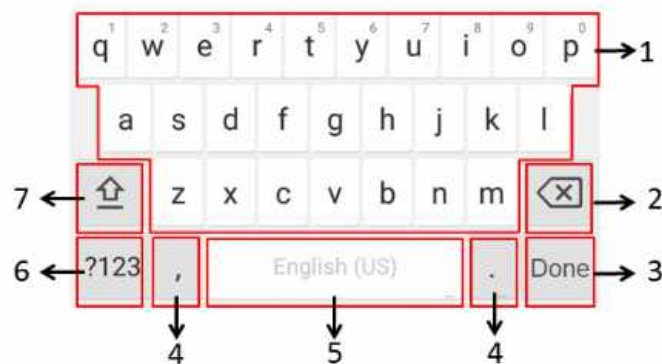 1 2 3 4 5 6 7 8 9 0
q w e r t y u i o p 1
a s d f g h j k l
7 z x c v b n m 2
6 ?123 , English (US) . Done 3
4 5 4